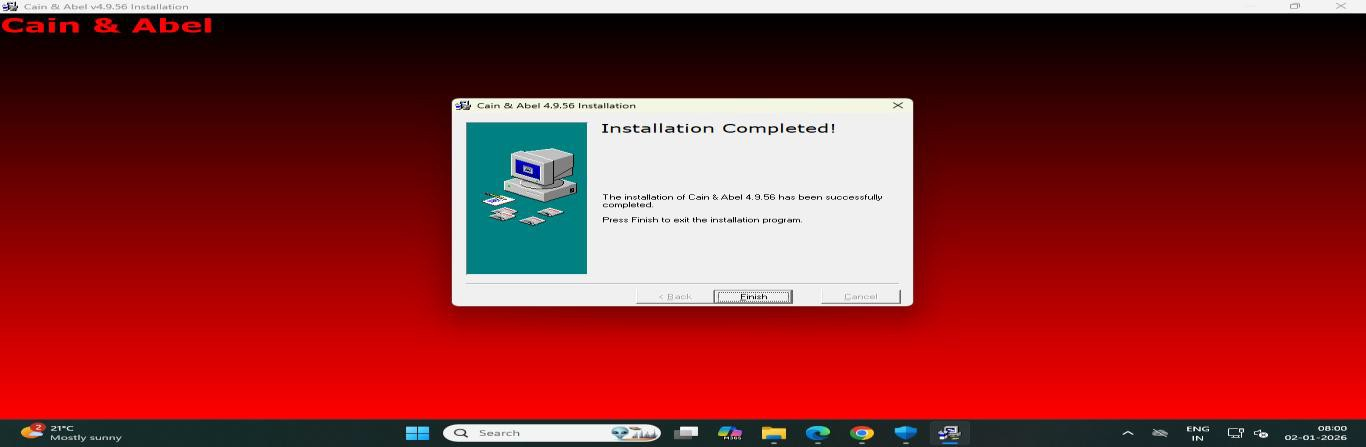 Cain & Abel v4.9.56 Installation
Cain & Abel
Cain & Abel 4.9.56 Installation
Installation Completed!
The installation of Cain & Abel 4.9.56 has been successfully
completed.
Press Finish to exit the installation program.
< Back
Finish
Cancel
2
21°C
Mostly sunny
Search
M365
ENG
IN
08:00
02-01-2026